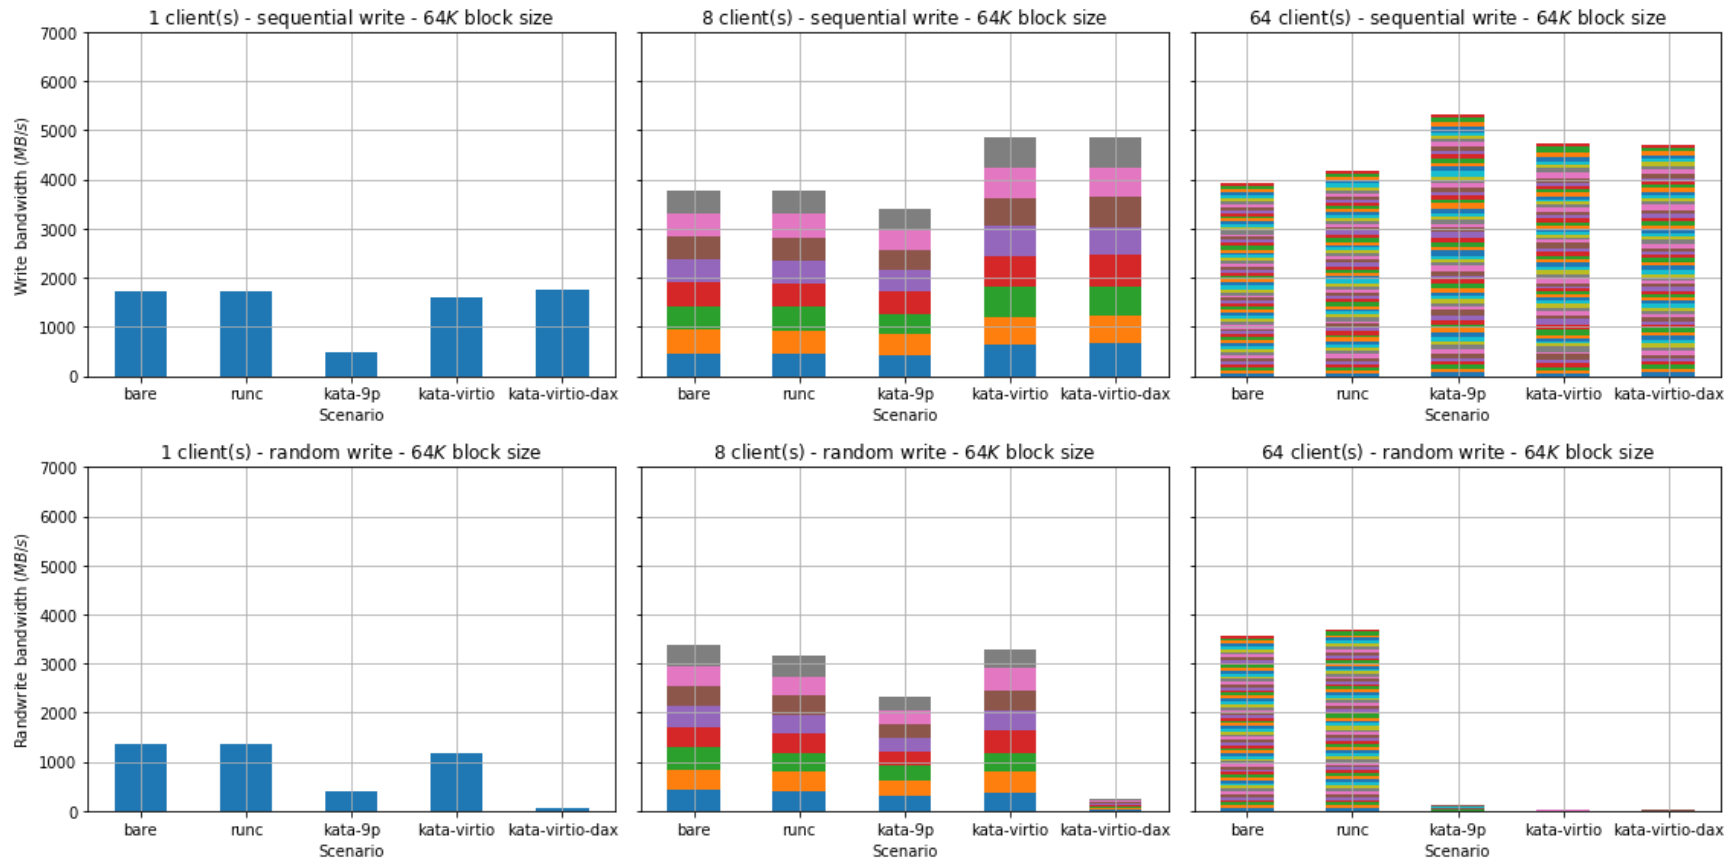 1 client(s) - sequential write - 64K block size
8 client(s) - sequential write - 64K block size
64 client(s) - sequential write - 64K block size
Write bandwidth (MB/s)
7000
6000
5000
4000
3000
2000
1000
0
bare runc kata-9p kata-virtio kata-virtio-dax
Scenario
bare runc kata-9p kata-virtio kata-virtio-dax
Scenario
bare runc kata-9p kata-virtio kata-virtio-dax
Scenario
1 client(s) - random write - 64K block size
8 client(s) - random write - 64K block size
64 client(s) - random write - 64K block size
Randwrite bandwidth (MB/s)
7000
6000
5000
4000
3000
2000
1000
0
bare runc kata-9p kata-virtio kata-virtio-dax
Scenario
bare runc kata-9p kata-virtio kata-virtio-dax
Scenario
bare runc kata-9p kata-virtio kata-virtio-dax
Scenario